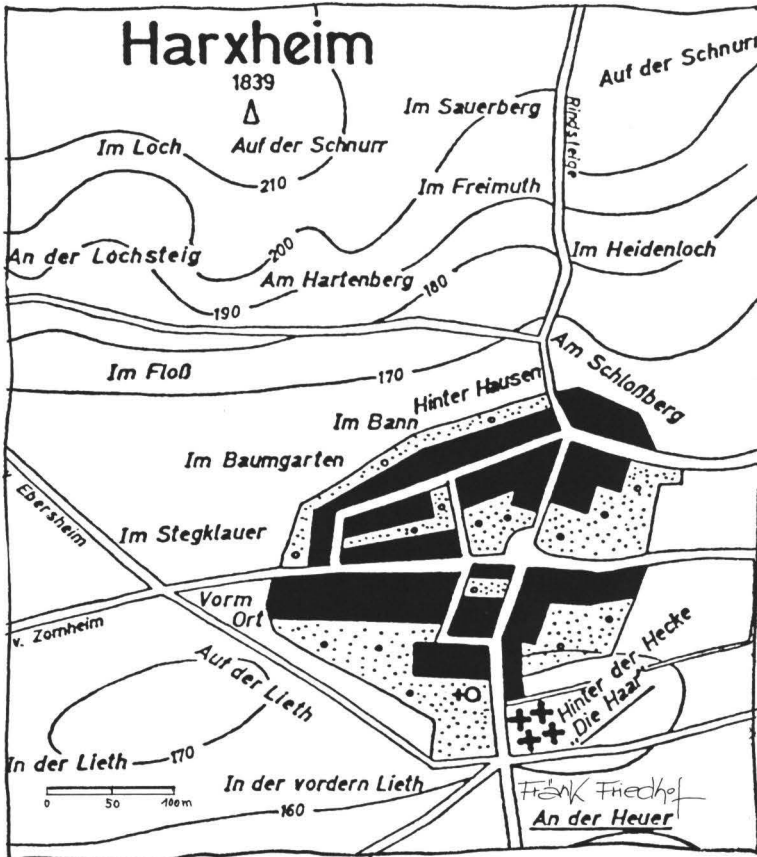 Harxheim
1839
Auf der Schnurr
Im Sauerberg
Rindsteige
Im Loch
Auf der Schnurr
210
Im Freimuth
An der Lochsteig
200
Im Heidenloch
Am Hartenberg
180
190
Am Schloßberg
Im Floß
170
Hinter Hausen
Im Bann
Im Baumgarten
Ebersheim
Im Stegklauer
Vorm
Ort
v. Zornheim
Auf der Lieth
Hinter der Hecke
"Die Haar"
In der Lieth
170
In der vordern Lieth
0 50 100m
160
Fränk Friedhof
An der Heuer